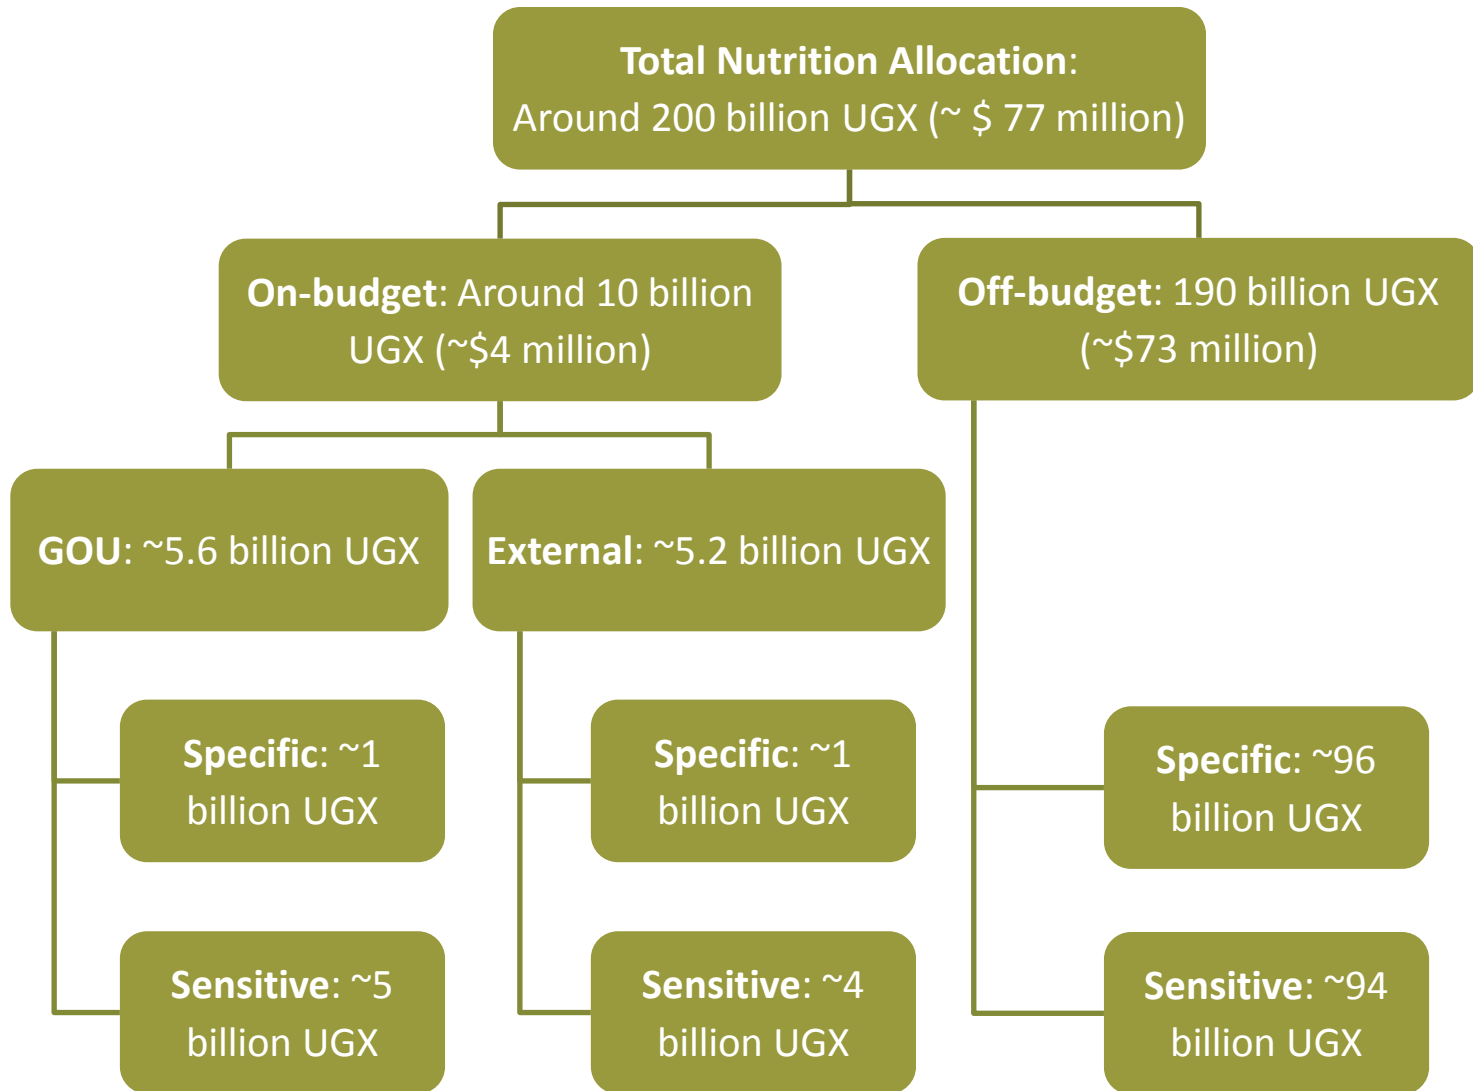 Total Nutrition Allocation:
Around 200 billion UGX (~ $ 77 million)
On-budget: Around 10 billion
UGX (~$4 million)
Off-budget: 190 billion UGX
(~$73 million)
GOU: ~5.6 billion UGX
External: ~5.2 billion UGX
Specific: ~1
billion UGX
Specific: ~1
billion UGX
Specific: ~96
billion UGX
Sensitive: ~5
billion UGX
Sensitive: ~4
billion UGX
Sensitive: ~94
billion UGX